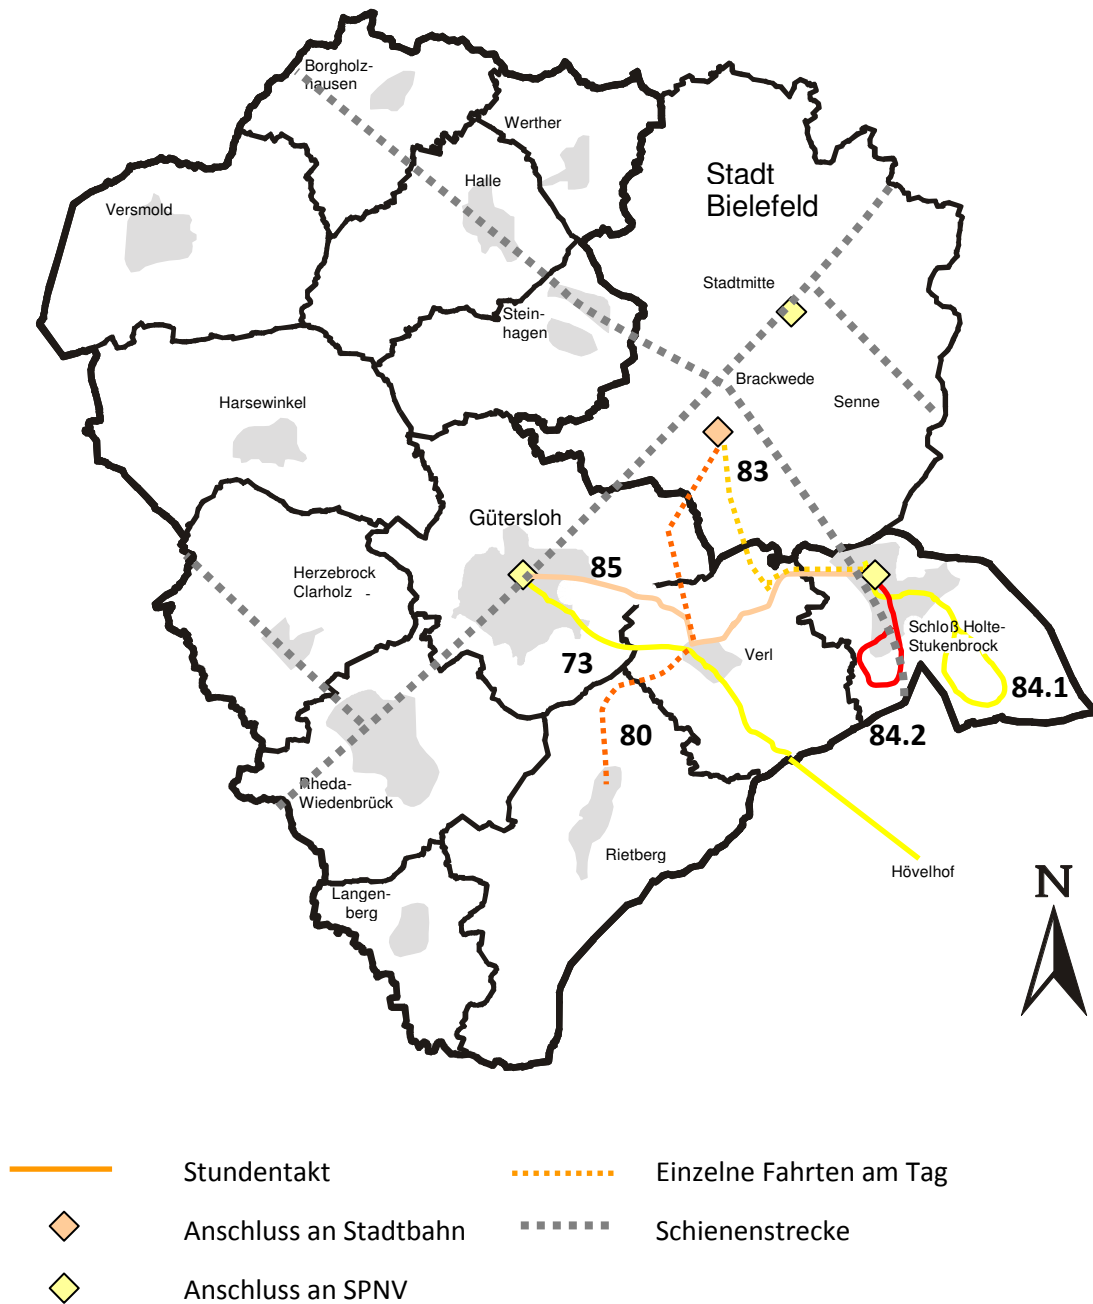 Borgholz-
hausen
Werther
Halle
Stadt
Bielefeld
Versmold
Stadtmitte
Stein-
hagen
Brackwede
Senne
Harsewinkel
83
Gütersloh
85
Herzebrock
Clarholz -
Schloß Holte-
Stukenbrock
Verl
73
84.1
80
84.2
Rheda-
Wiedenbrück
Rietberg
Hövelhof
Langen-
berg
N
Stundentakt
Einzelne Fahrten am Tag
Anschluss an Stadtbahn
Schienenstrecke
Anschluss an SPNV